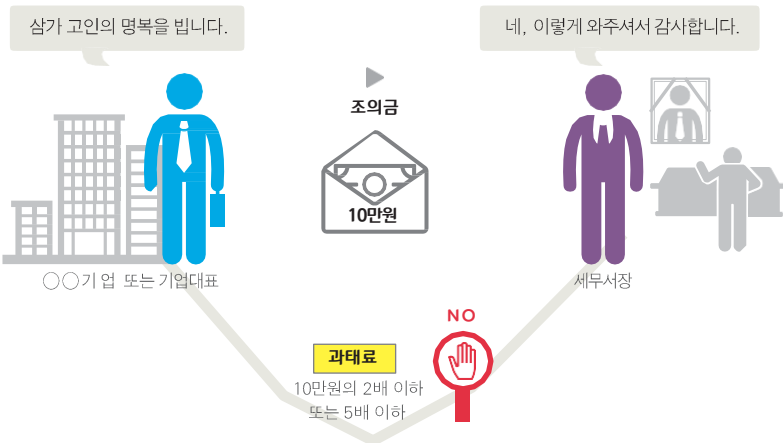 삼가 고인의 명복을 빕니다.
네, 이렇게 와주셔서 감사합니다.
조의금
10만원
○○기업 또는 기업대표
세무서장
NO
과태료
10만원의 2배 이하
또는 5배 이하